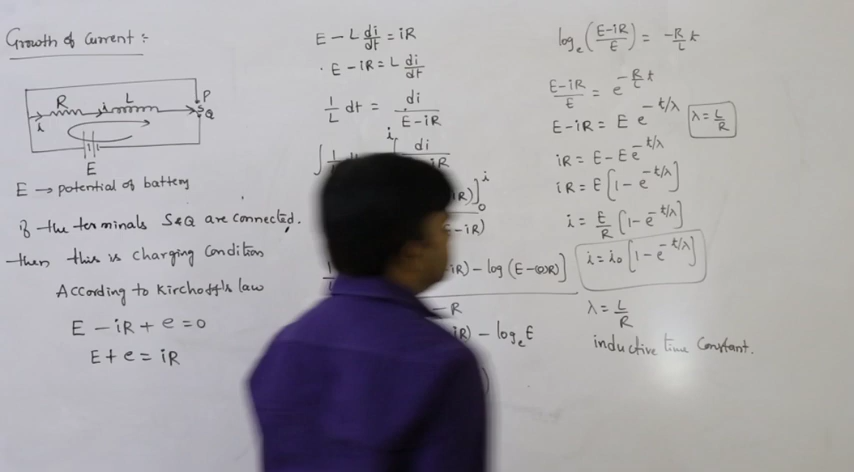 Growth of Current :-
P
R
L
S
Q
i
i
E
E → potential of battery
if the terminals S&Q are connected.
then this is charging condition
According to Kirchoff's law
E - iR + e = 0
E + e = iR
E - L di/dt = iR
. E - iR = L di/dt
1/L dt = di/(E-iR)
∫ i di
iR)]₀ⁱ
E-iR)
iR) - log (E-(0)R)]
-R
iR) - logₑE
)
logₑ((E-iR)/E) = -R/L t
(E-iR)/E = e^(-R/L t)
E-iR = E e^(-t/λ) λ = L/R
iR = E - E e^(-t/λ)
iR = E [1 - e^(-t/λ)]
i = E/R [1 - e^(-t/λ)]
i = i₀ [1 - e^(-t/λ)]
λ = L/R
inductive time constant.